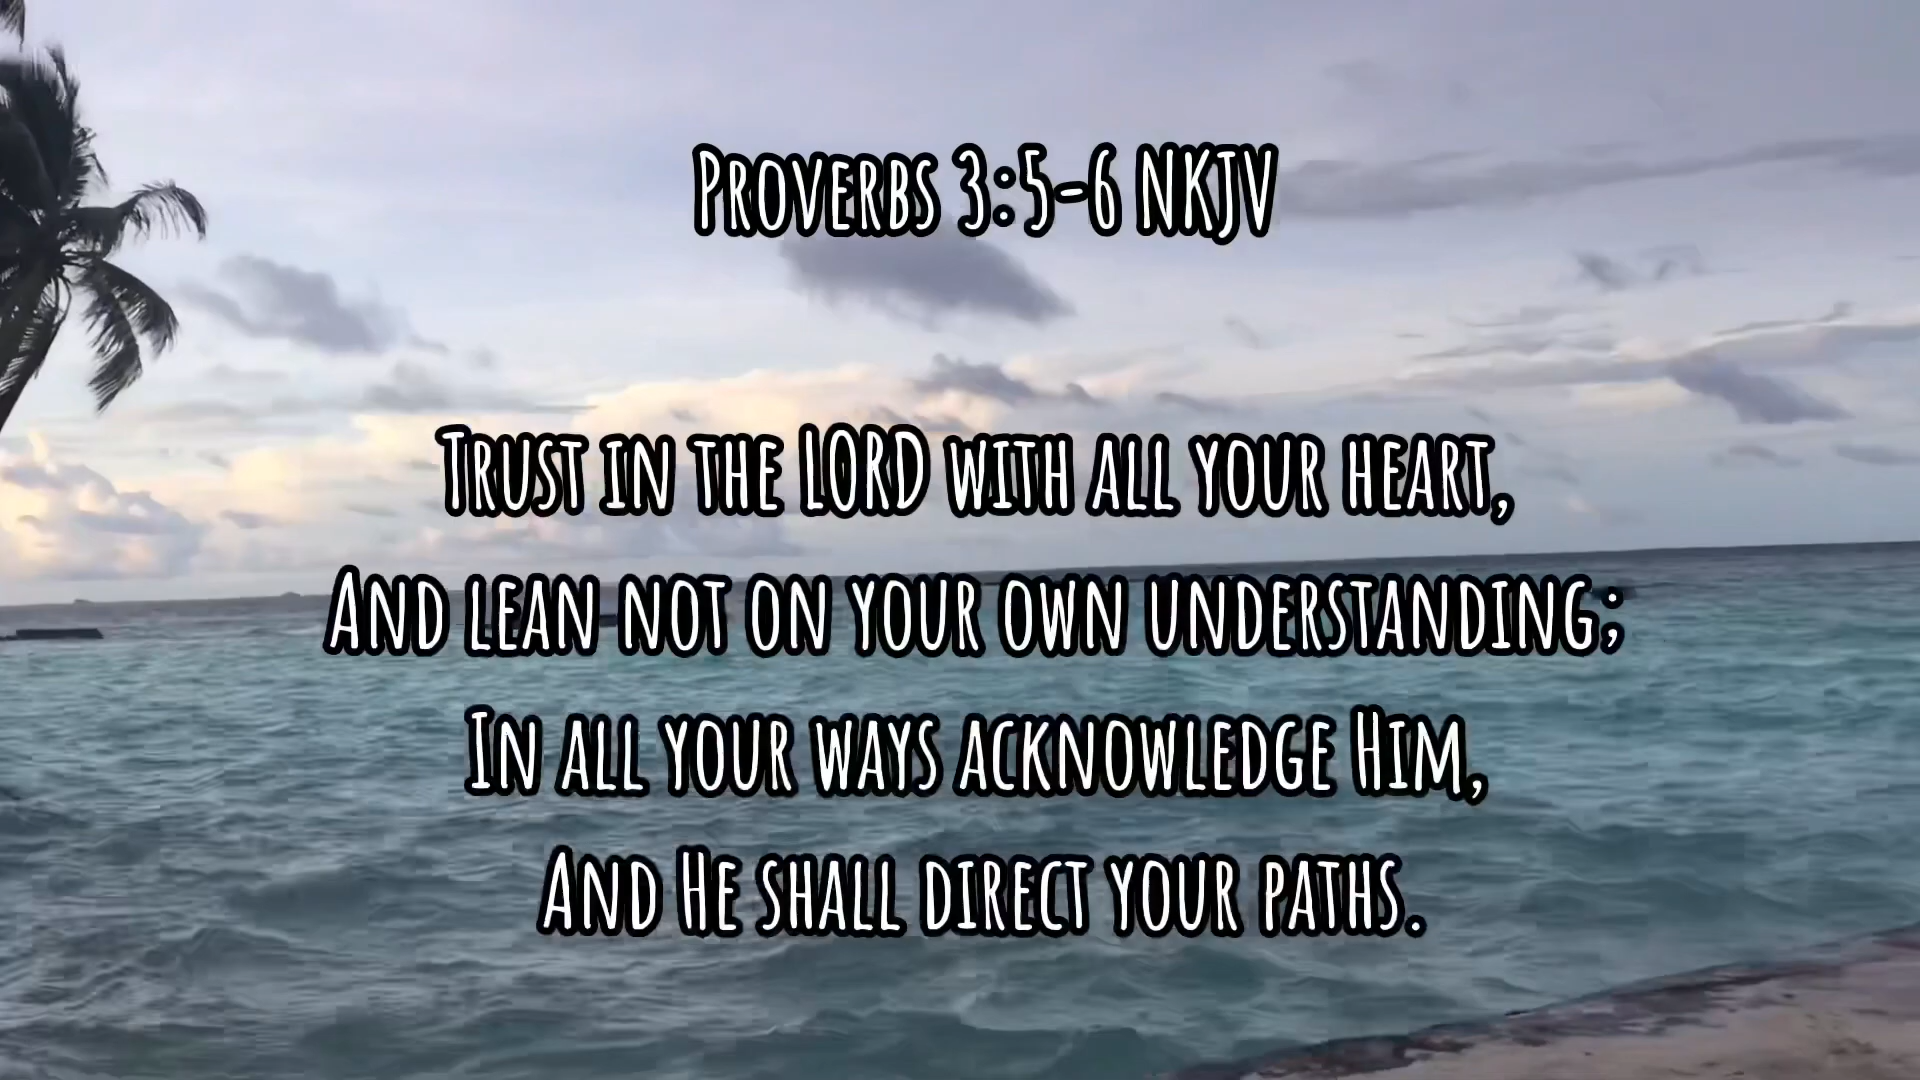 Proverbs 3:5-6 NKJV
Trust in the LORD with all your heart,
And lean not on your own understanding;
In all your ways acknowledge Him,
And He shall direct your paths.